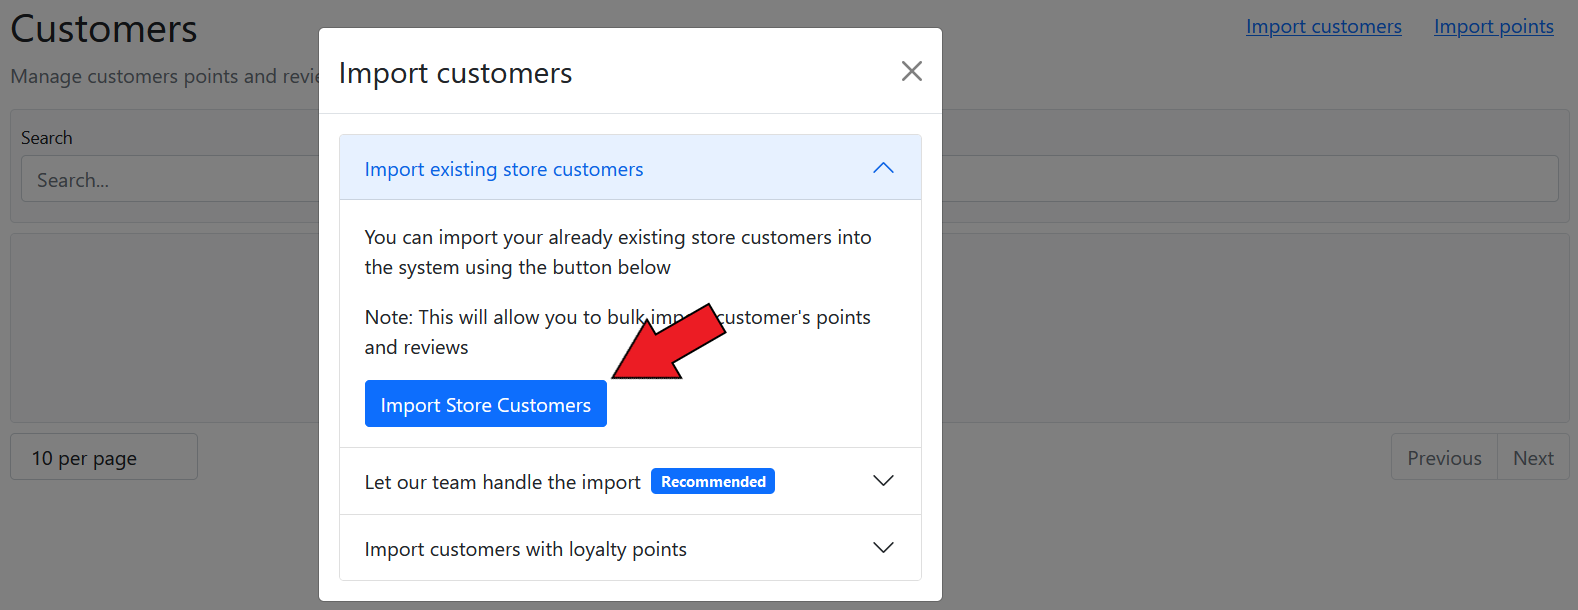 Customers
Import customers
Import points
Manage customers points and
Search
Search...
Import customers
Import existing store customers
You can import your already existing store customers into
the system using the button below
Note: This will allow you to bulk customer's points
and reviews
Import Store Customers
Let our team handle the import Recommended
Import customers with loyalty points
10 per page
Previous
Next